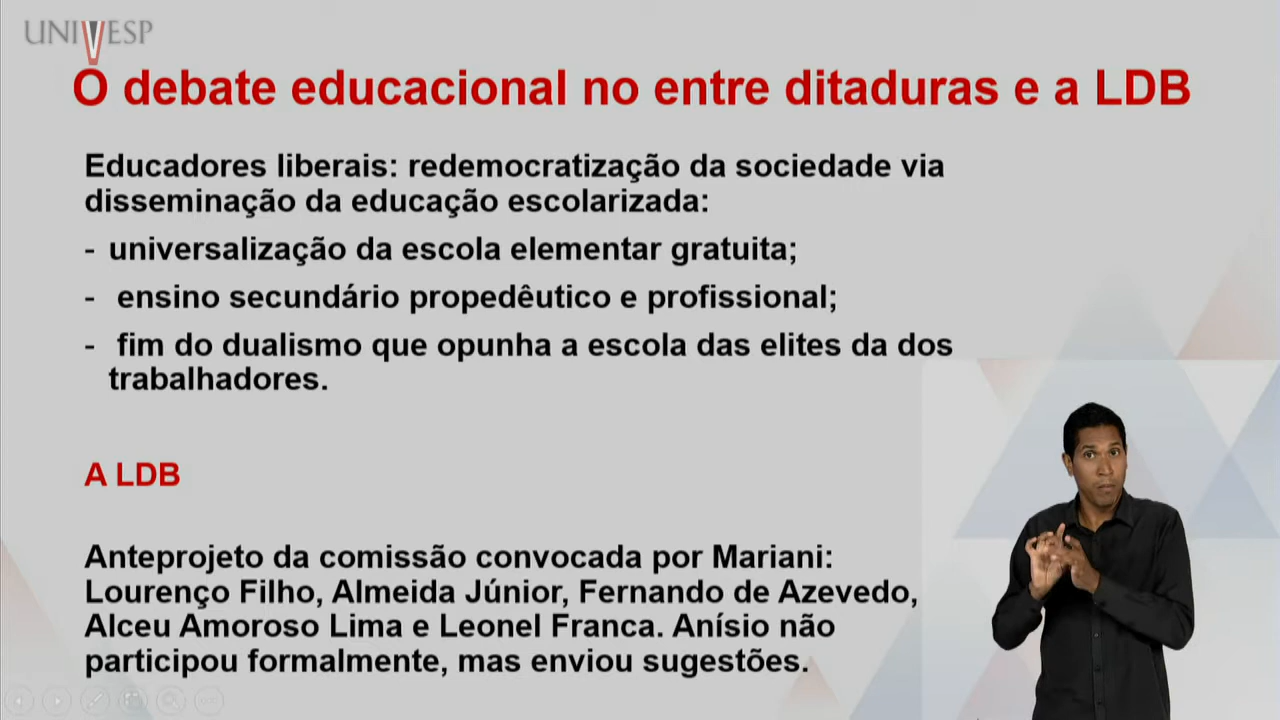 UNIVESP
O debate educacional no entre ditaduras e a LDB
Educadores liberais: redemocratização da sociedade via
disseminação da educação escolarizada:
- universalização da escola elementar gratuita;
- ensino secundário propedêutico e profissional;
- fim do dualismo que opunha a escola das elites da dos
trabalhadores.
A LDB
Anteprojeto da comissão convocada por Mariani:
Lourenço Filho, Almeida Júnior, Fernando de Azevedo,
Alceu Amoroso Lima e Leonel Franca. Anísio não
participou formalmente, mas enviou sugestões.